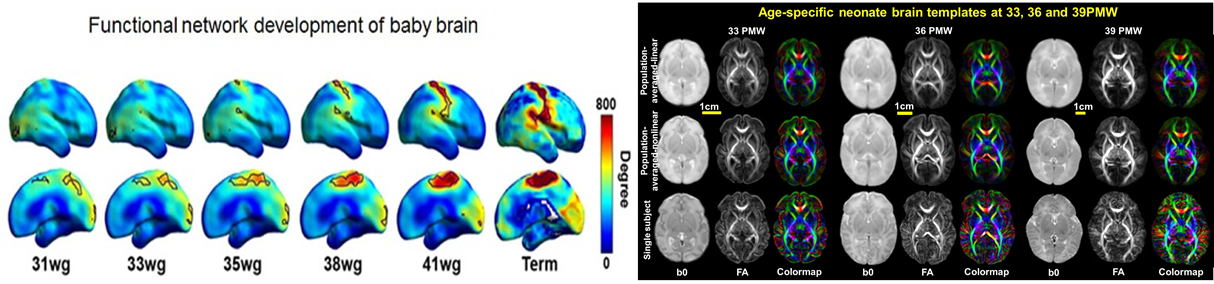 Functional network development of baby brain
800
Degree
0
31wg 33wg 35wg 38wg 41wg Term
Age-specific neonate brain templates at 33, 36 and 39PMW
33 PMW 36 PMW 39 PMW
Population-
averaged-linear
1cm 1cm 1cm
Population-
averaged-nonlinear
Single subject
b0 FA Colormap b0 FA Colormap b0 FA Colormap